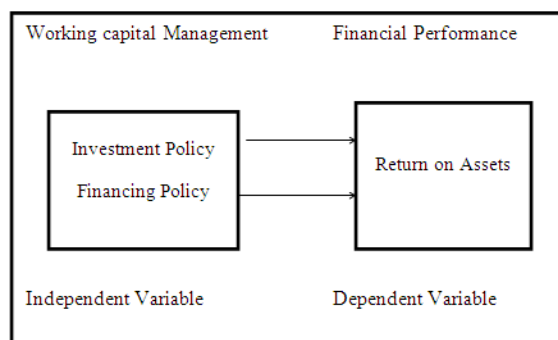 Working capital Management
Financial Performance
Investment Policy
Financing Policy
Return on Assets
Independent Variable
Dependent Variable